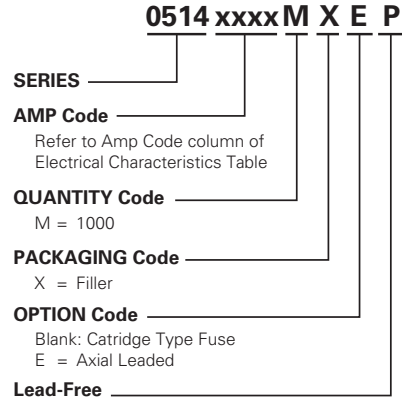 0514 xxxx M X E P
SERIES
AMP Code
Refer to Amp Code column of
Electrical Characteristics Table
QUANTITY Code
M = 1000
PACKAGING Code
X = Filler
OPTION Code
Blank: Catridge Type Fuse
E = Axial Leaded
Lead-Free